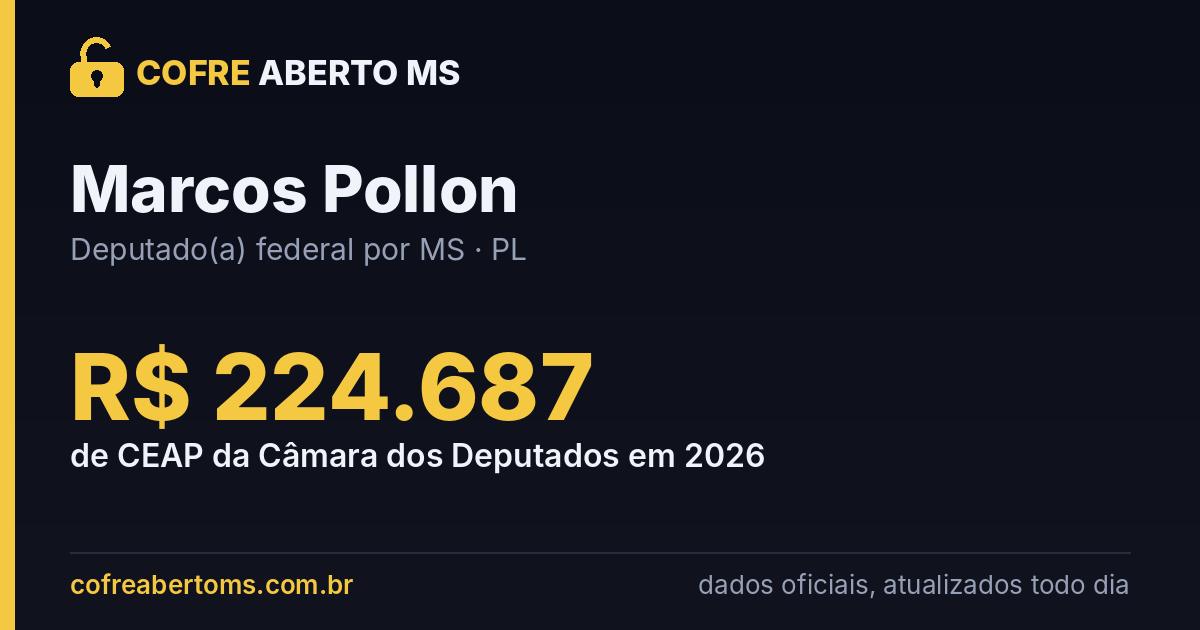 COFRE ABERTO MS
Marcos Pollon
Deputado(a) federal por MS · PL
R$ 224.687
de CEAP da Câmara dos Deputados em 2026
cofreabertoms.com.br
dados oficiais, atualizados todo dia